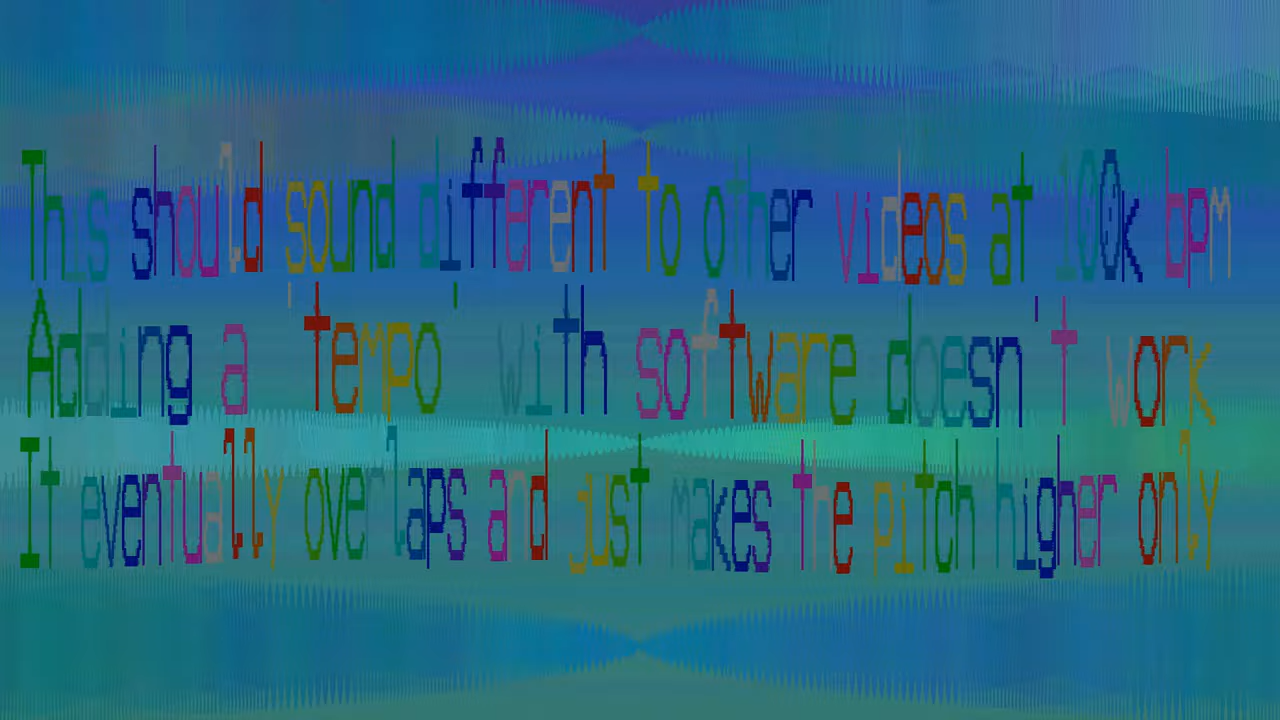 This should sound different to other videos at 100k bpm
Adding a 'tempo' with software doesn't work
It eventually overlaps and just makes the pitch higher only